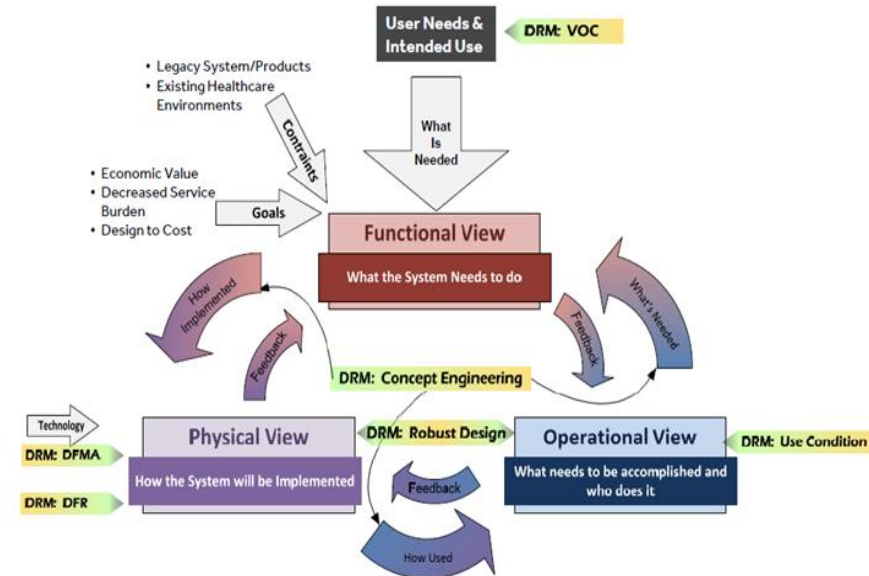 User Needs &
Intended Use
DRM: VOC
• Legacy System/Products
• Existing Healthcare
Environments
Contraints
What
Is
Needed
• Economic Value
• Decreased Service
Burden
• Design to Cost
Goals
Functional View
What the System Needs to do
How
Implemented
Feedback
Feedback
What's Needed
DRM: Concept Engineering
Technology
DRM: DFMA
DRM: DFR
Physical View
How the System will be Implemented
DRM: Robust Design
Operational View
What needs to be accomplished and
who does it
DRM: Use Condition
Feedback
How Used